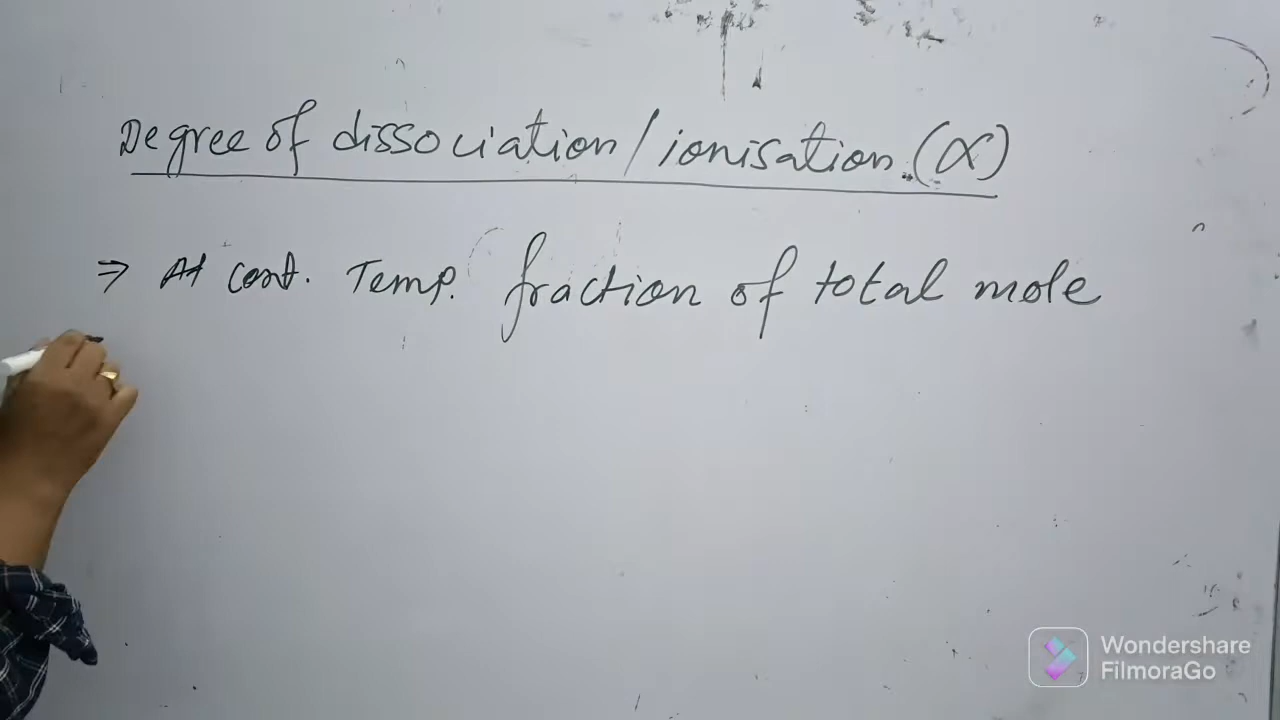 Degree of dissociation/ionisation.(α)
⇒ At cont. Temp. fraction of total mole
Wondershare
FilmoraGo